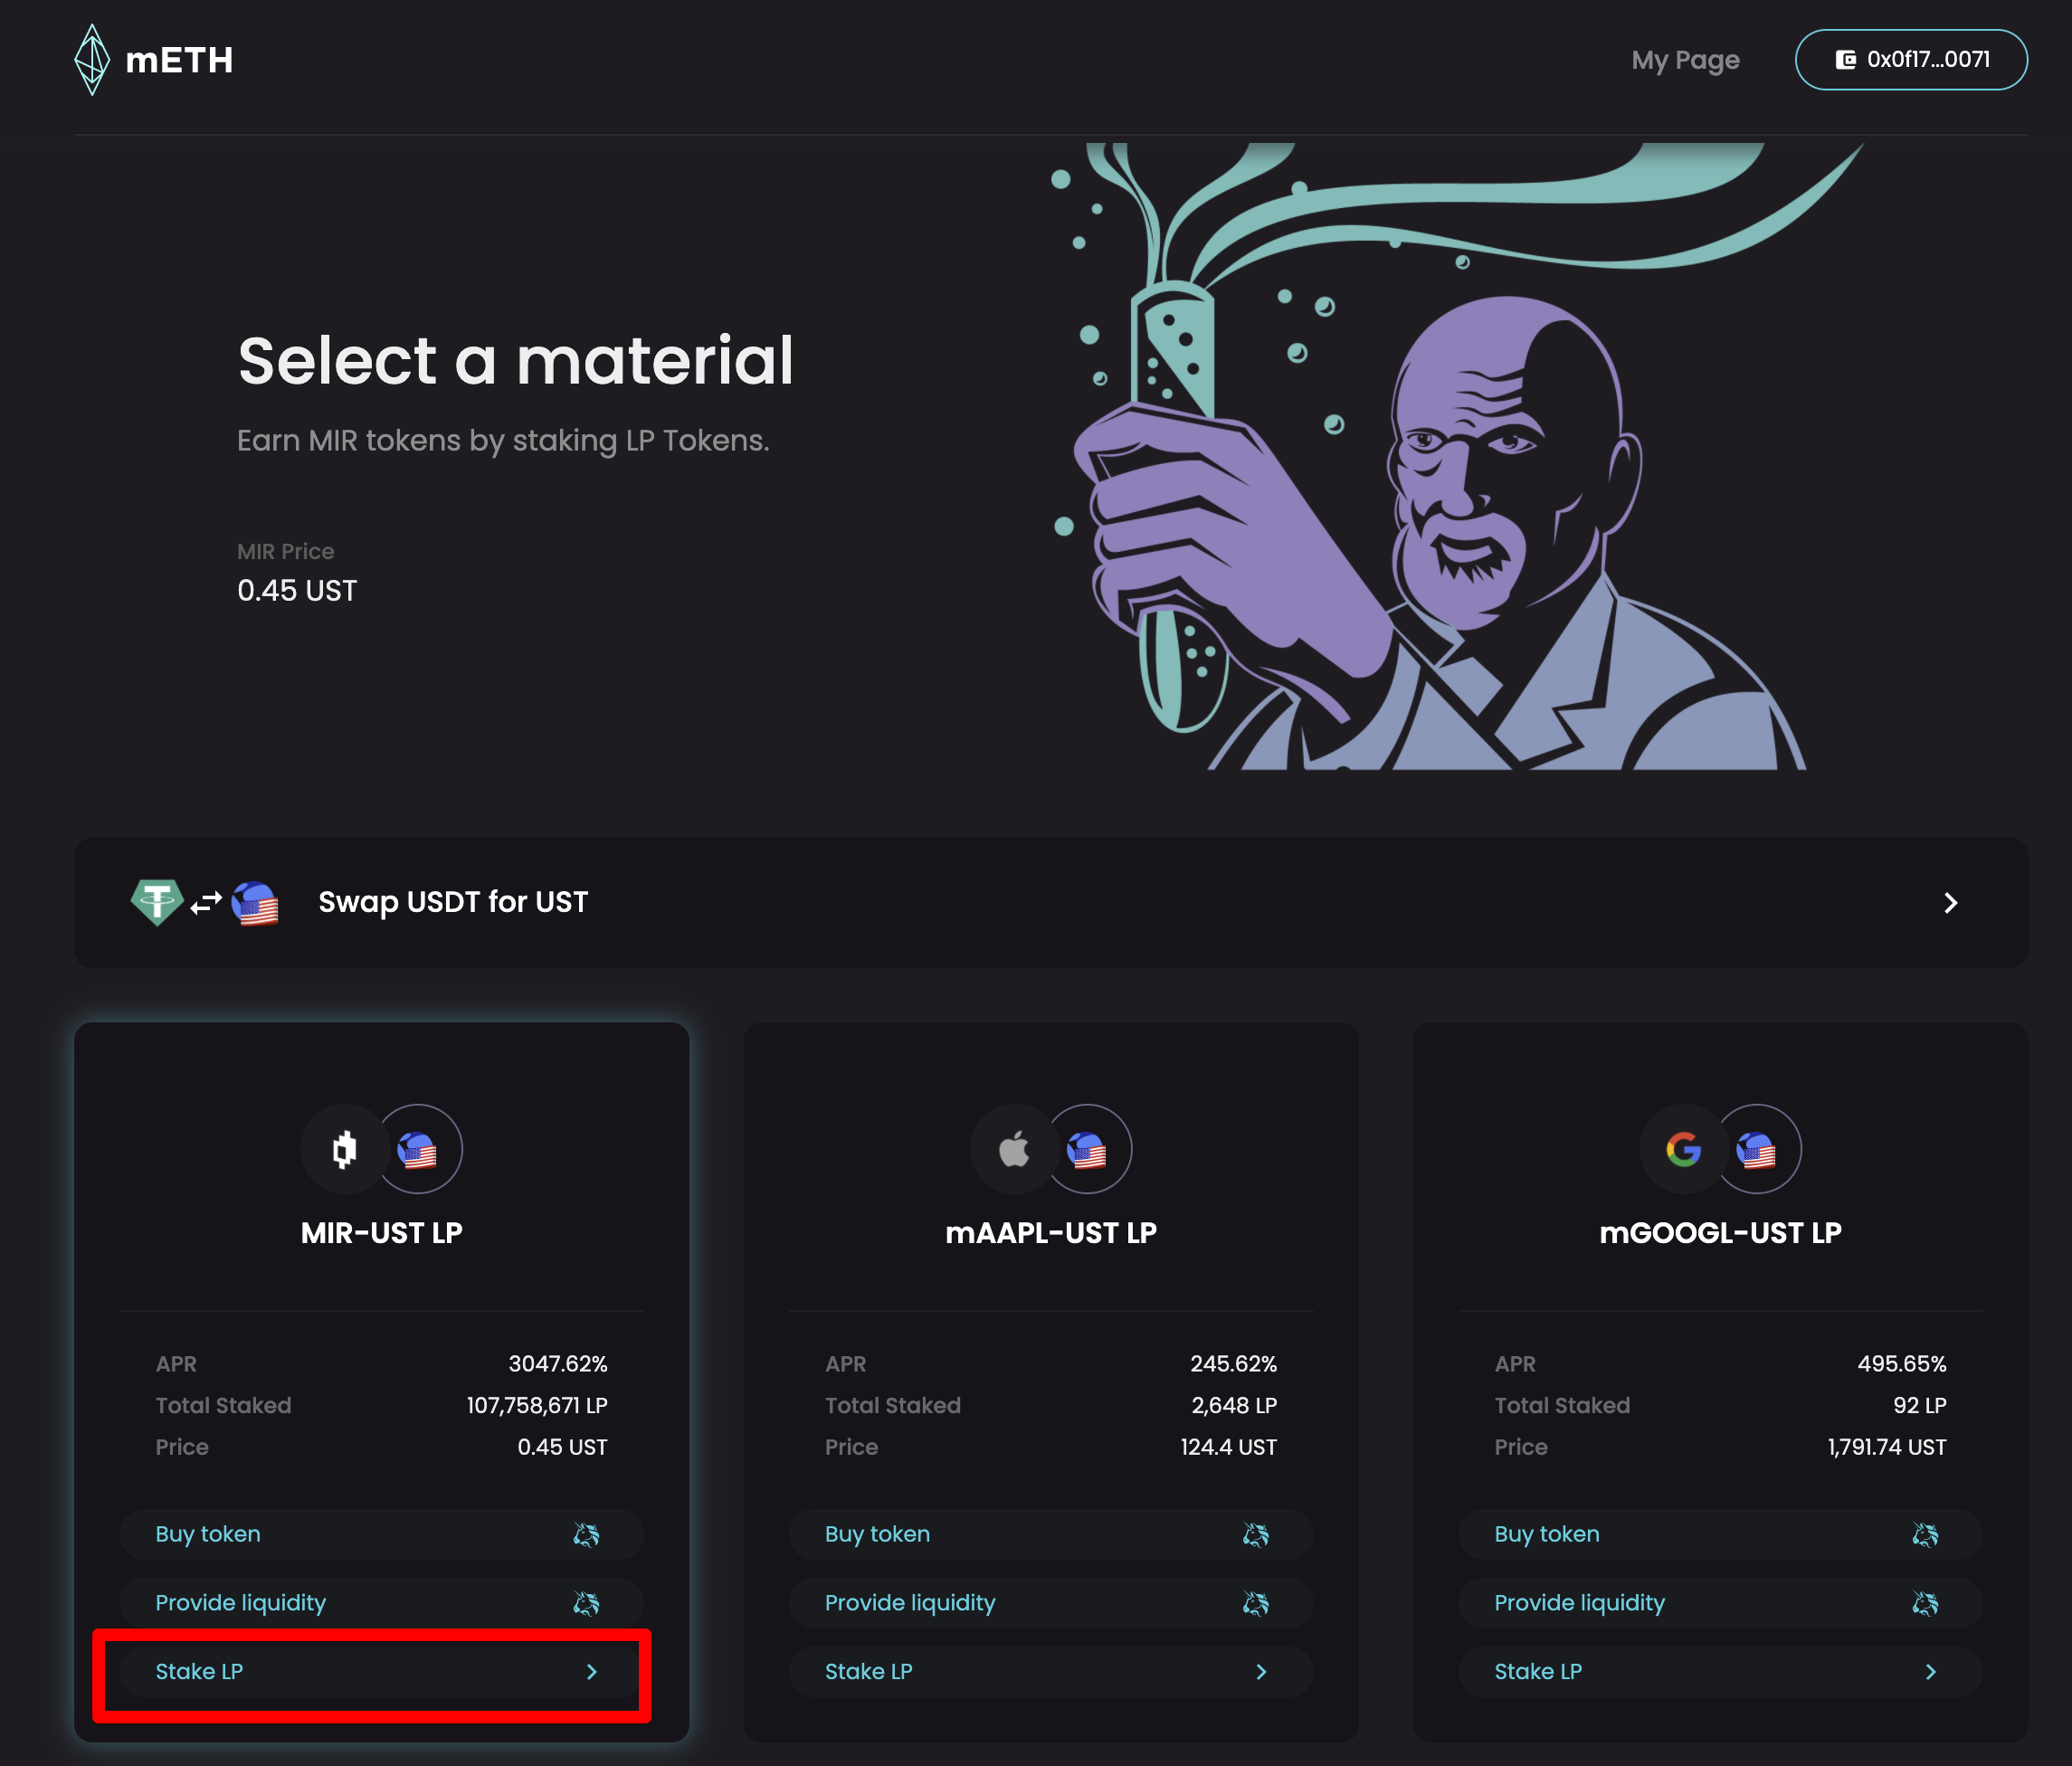 mETH
My Page
0x0f17...0071
Select a material
Earn MIR tokens by staking LP Tokens.
MIR Price
0.45 UST
Swap USDT for UST
MIR-UST LP
APR 3047.62%
Total Staked 107,758,671 LP
Price 0.45 UST
Buy token
Provide liquidity
Stake LP
mAAPL-UST LP
APR 245.62%
Total Staked 2,648 LP
Price 124.4 UST
Buy token
Provide liquidity
Stake LP
mGOOGL-UST LP
APR 495.65%
Total Staked 92 LP
Price 1,791.74 UST
Buy token
Provide liquidity
Stake LP